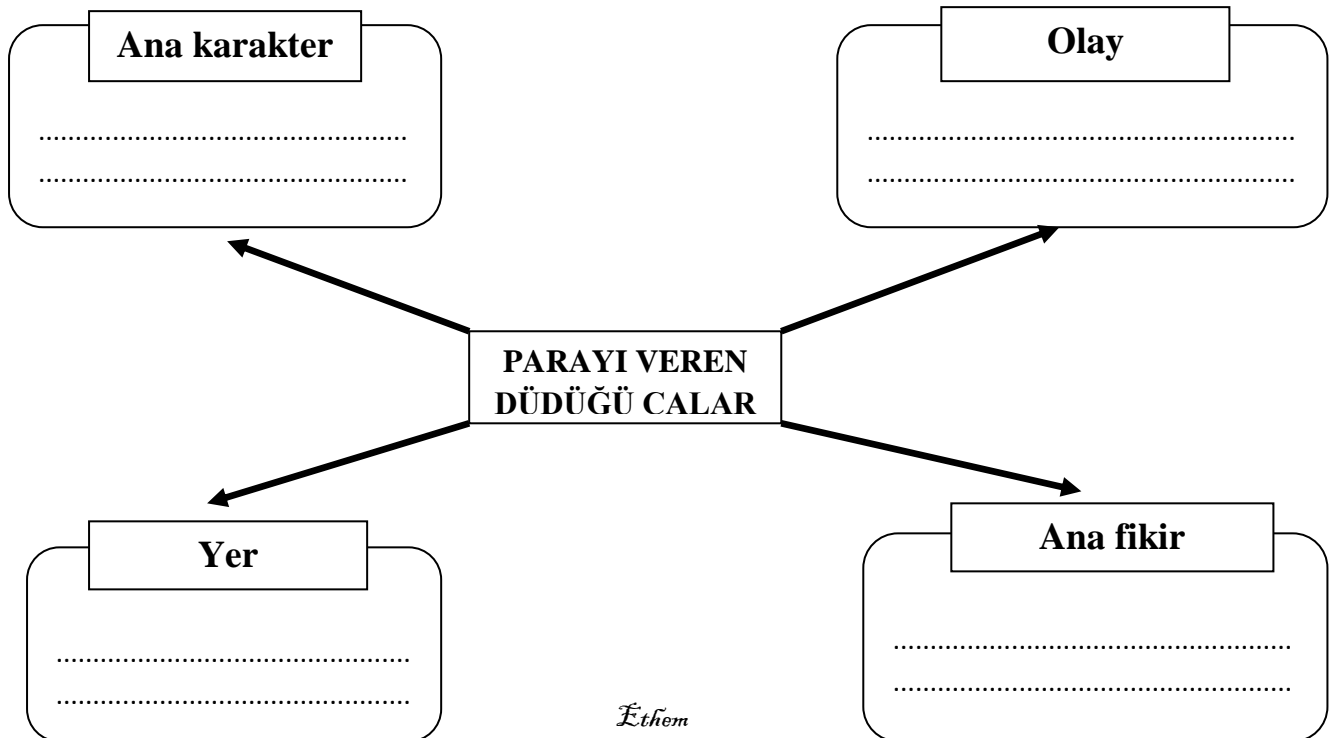 Ana karakter
..................................................
..................................................
Olay
..........................................................
..........................................................
PARAYI VEREN
DÜDÜĞÜ CALAR
Yer
................................................
................................................
Ana fikir
......................................................
......................................................
Ethem